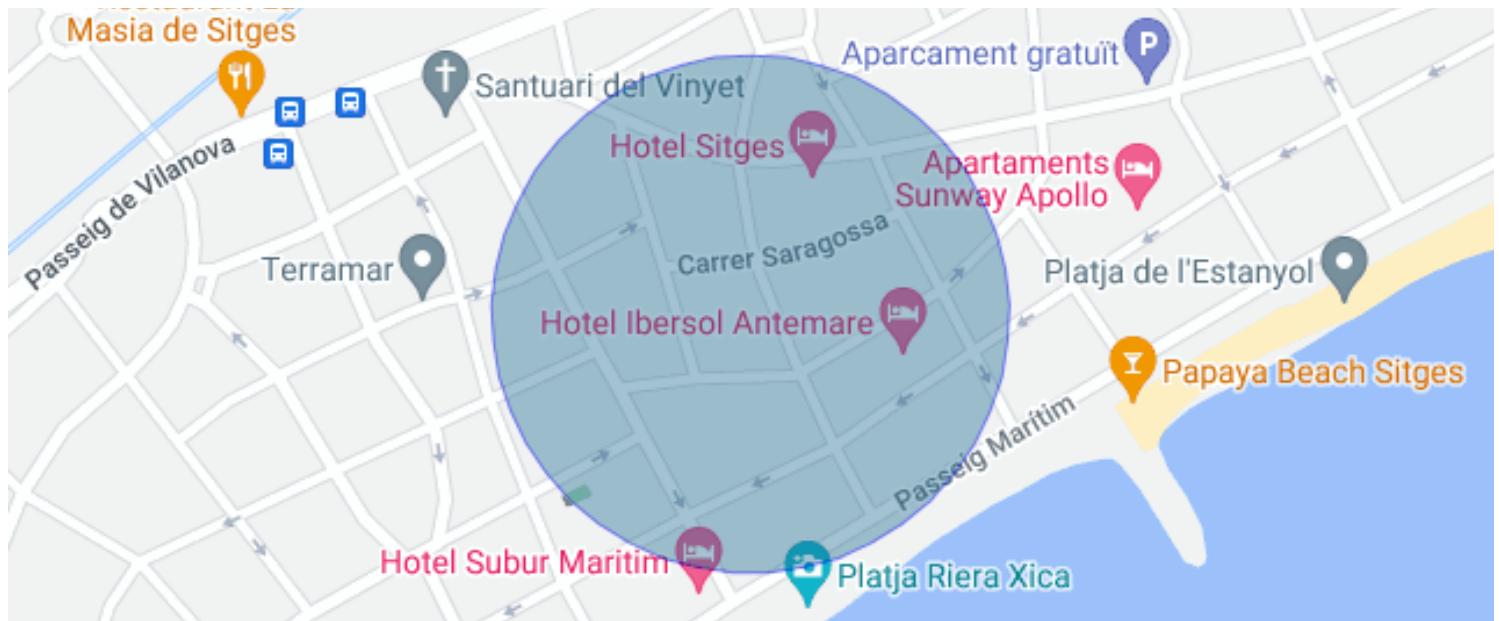 Masia de Sitges
Santuari del Vinyet
Aparcament gratuït
P
Hotel Sitges
Passeig de Vilanova
Apartaments
Sunway Apollo
Carrer Saragossa
Terramar
Platja de l'Estanyol
Hotel Ibersol Antemare
Papaya Beach Sitges
Passeig Marítim
Hotel Subur Maritim
Platja Riera Xica